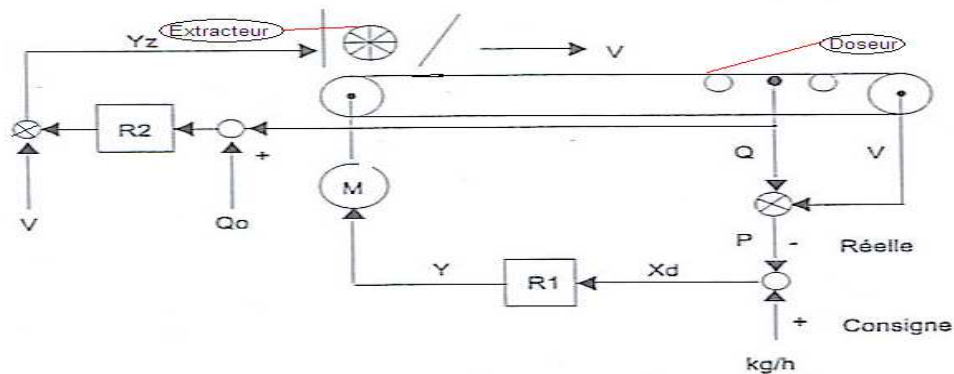 Extracteur
Yz
V
Doseur
R2
+
Q
V
M
V
Qo
P
-
Réelle
Y
R1
Xd
+
Consigne
kg/h